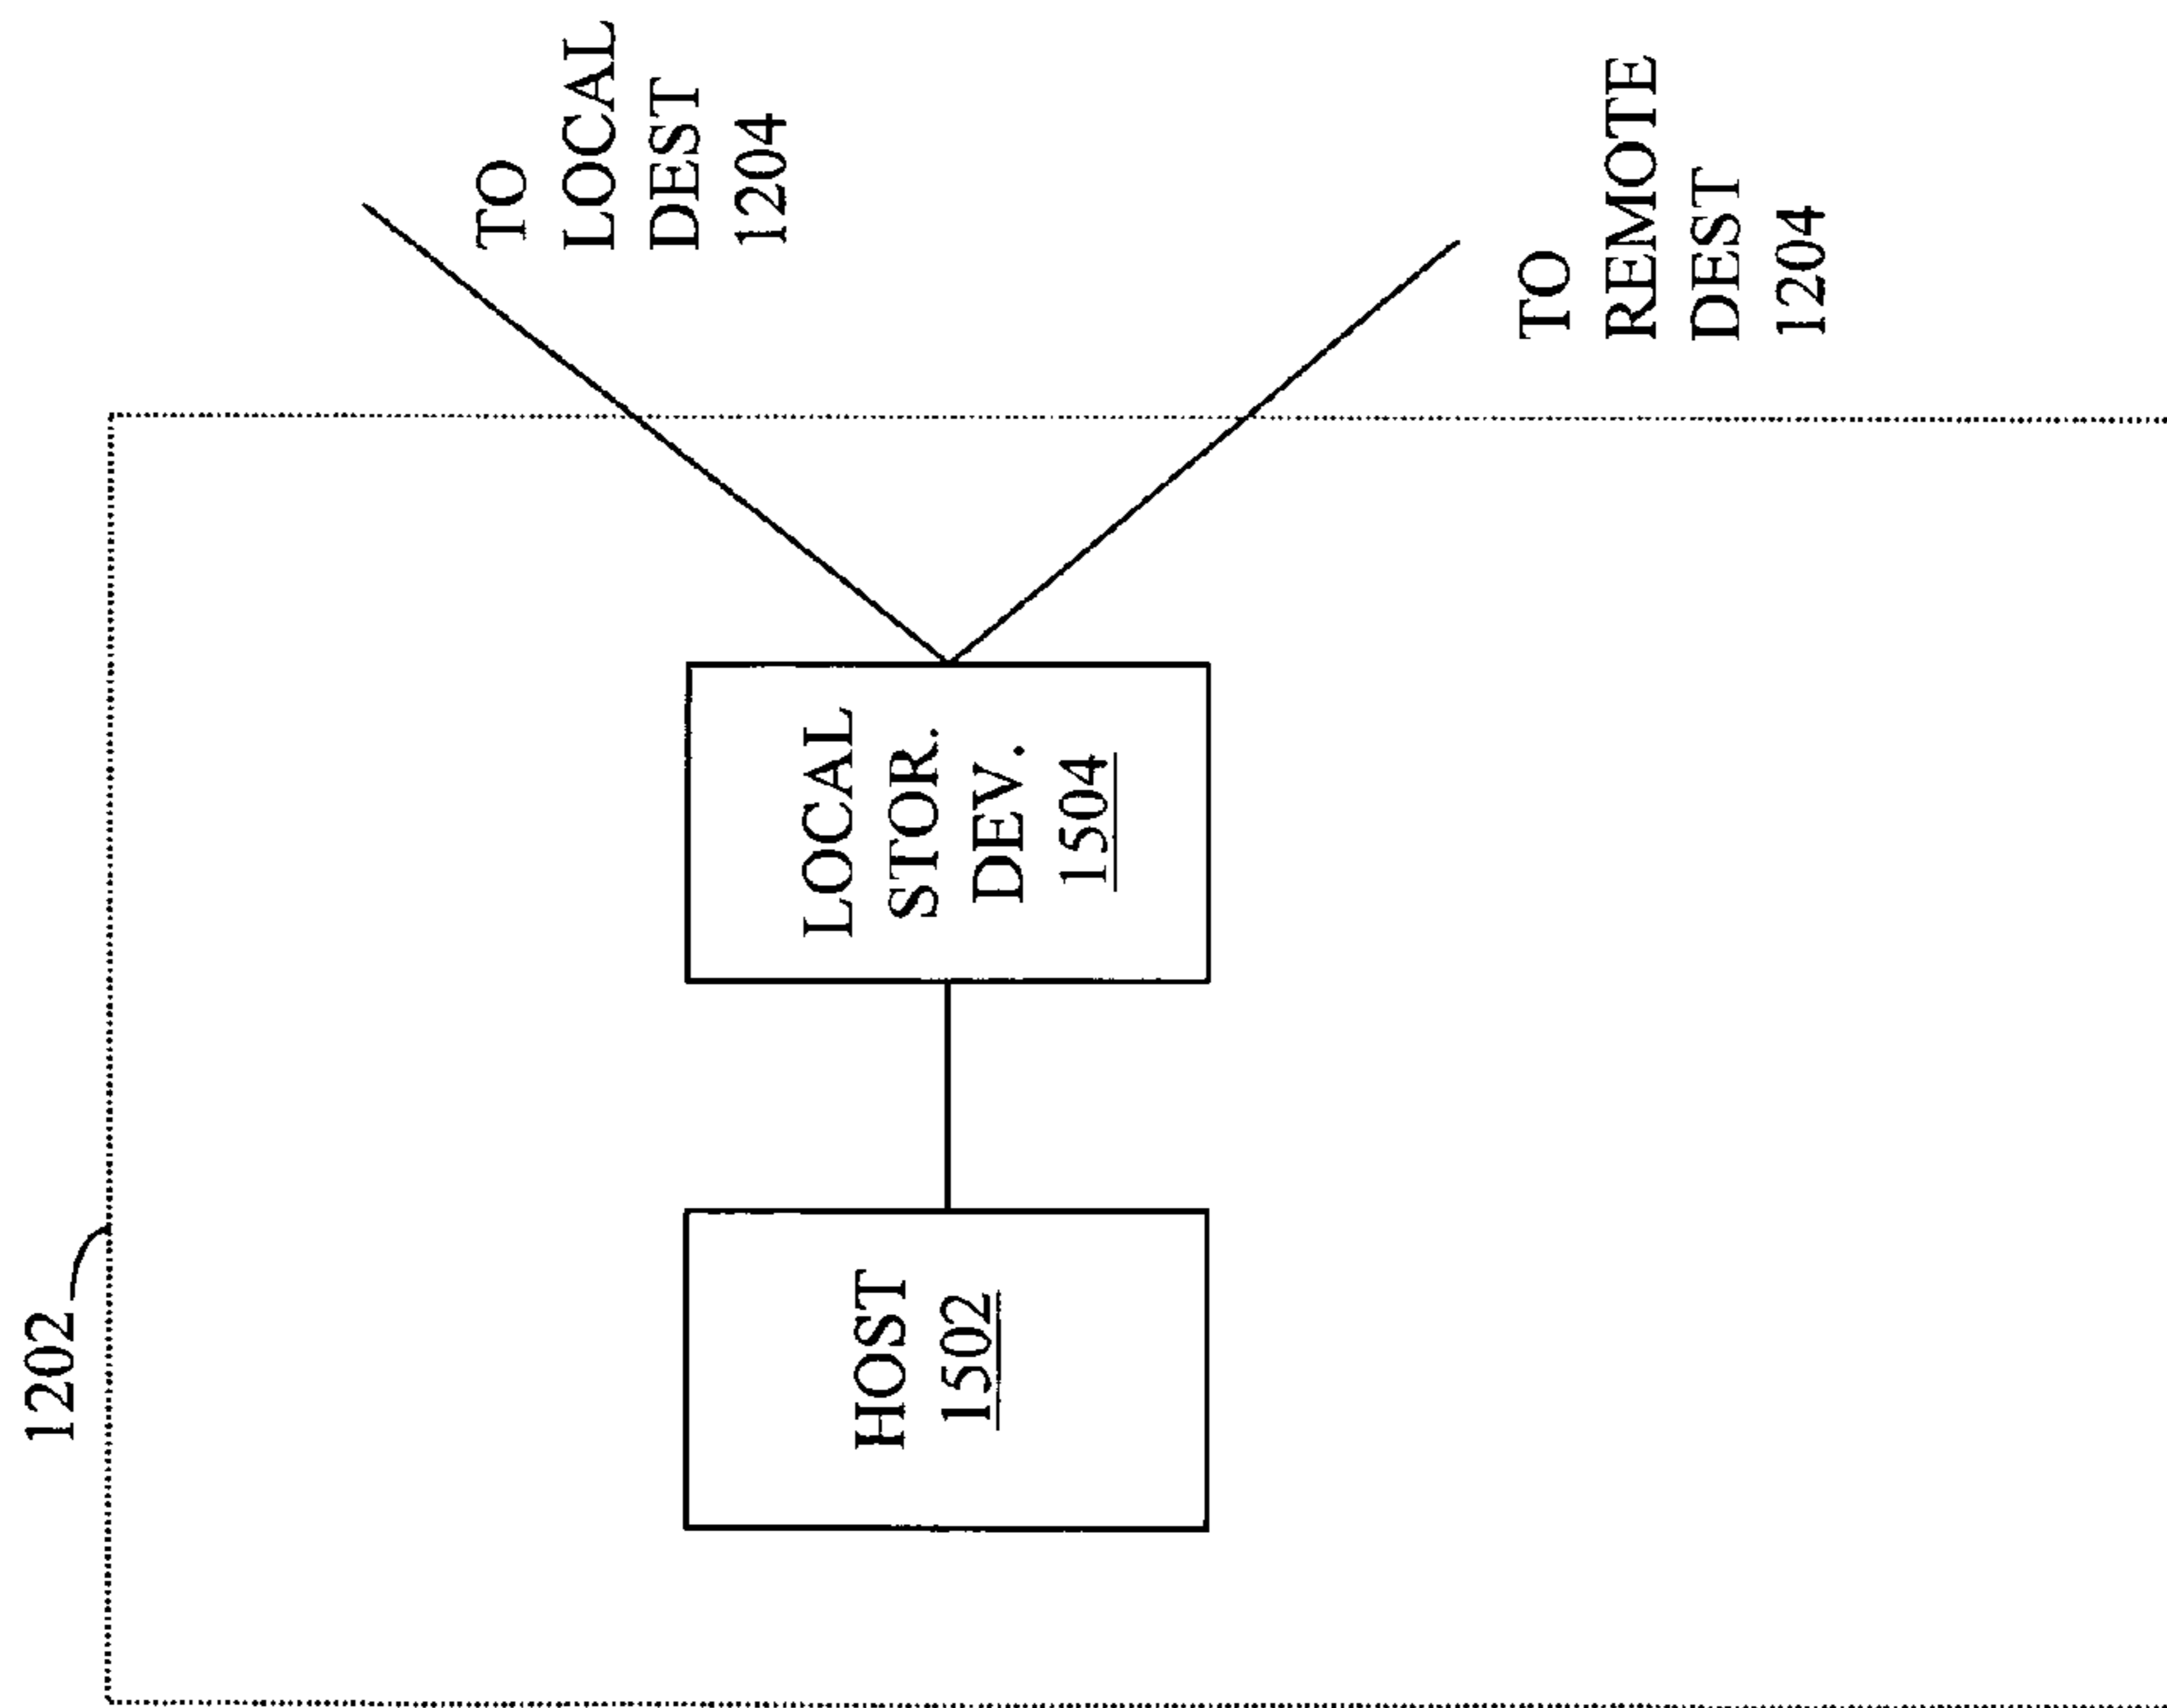 1202
HOST
1502
LOCAL
STOR.
DEV.
1504
TO
LOCAL
DEST
1204
TO
REMOTE
DEST
1204